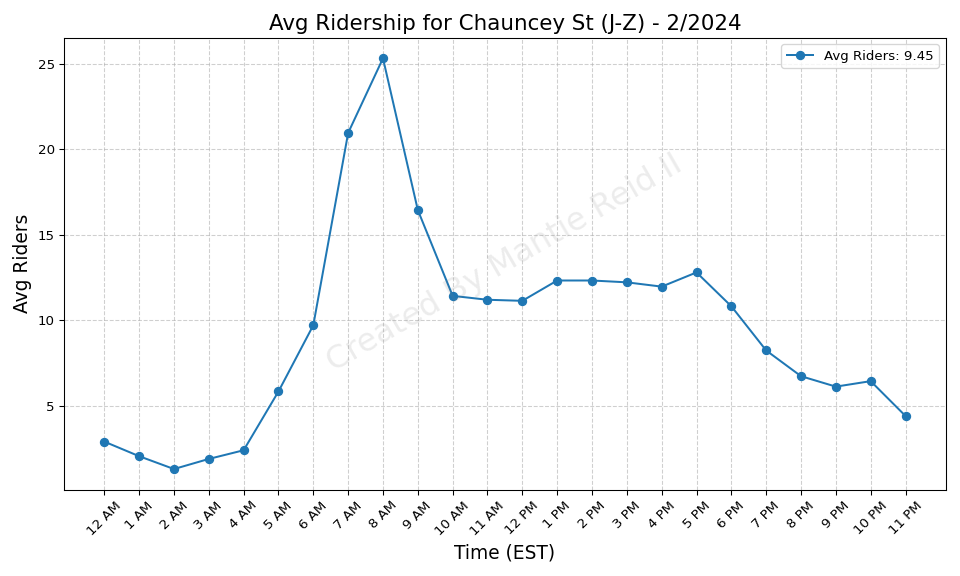 Avg Ridership for Chauncey St (J-Z) - 2/2024
Avg Riders: 9.45
25
20
15
10
5
Avg Riders
Created By Mantie Reid II
12 AM
1 AM
2 AM
3 AM
4 AM
5 AM
6 AM
7 AM
8 AM
9 AM
10 AM
11 AM
12 PM
1 PM
2 PM
3 PM
4 PM
5 PM
6 PM
7 PM
8 PM
9 PM
10 PM
11 PM
Time (EST)